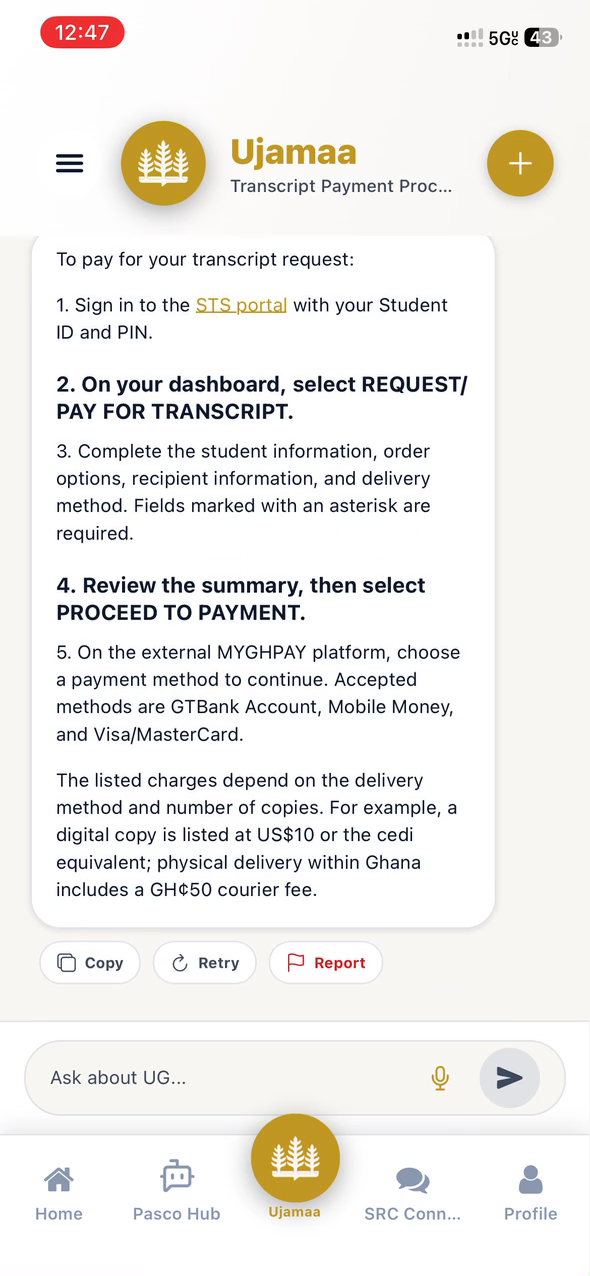 12:47
5GUC 43
Ujamaa
Transcript Payment Proc...
To pay for your transcript request:
1. Sign in to the STS portal with your Student
ID and PIN.
2. On your dashboard, select REQUEST/
PAY FOR TRANSCRIPT.
3. Complete the student information, order
options, recipient information, and delivery
method. Fields marked with an asterisk are
required.
4. Review the summary, then select
PROCEED TO PAYMENT.
5. On the external MYGHPAY platform, choose
a payment method to continue. Accepted
methods are GTBank Account, Mobile Money,
and Visa/MasterCard.
The listed charges depend on the delivery
method and number of copies. For example, a
digital copy is listed at US$10 or the cedi
equivalent; physical delivery within Ghana
includes a GH¢50 courier fee.
Copy Retry Report
Ask about UG...
Home Pasco Hub Ujamaa SRC Conn... Profile